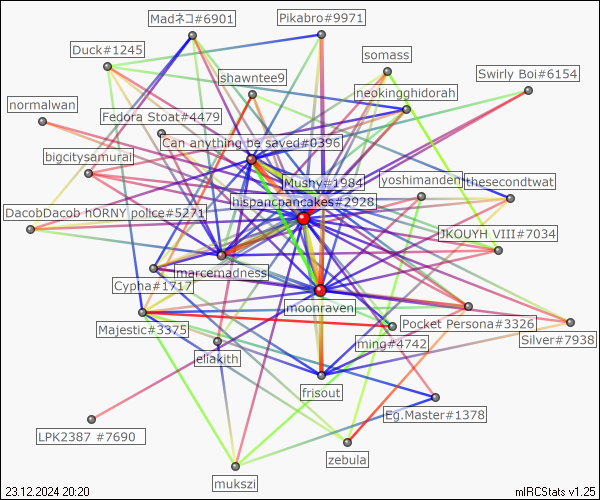 Madネコ#6901
Pikabro#9971
Duck#1245
somass
shawntee9
Swirly Boi#6154
neokingghidorah
normalwan
Fedora Stoat#4479
Can anything be saved#0396
bigcitysamurai
Mushy#1984
yoshimanden
thesecondtwat
hispancpancakes#2928
DacobDacob hORNY police#5271
JKOUYH VIII#7034
marcemadness
Cypha#1717
moonraven
Majestic#3375
Pocket Persona#3326
Silver#7938
ming#4742
eliakith
frisout
Eg.Master#1378
LPK2387 #7690
zebula
mukszi
23.12.2024 20:20
mIRCStats v1.25